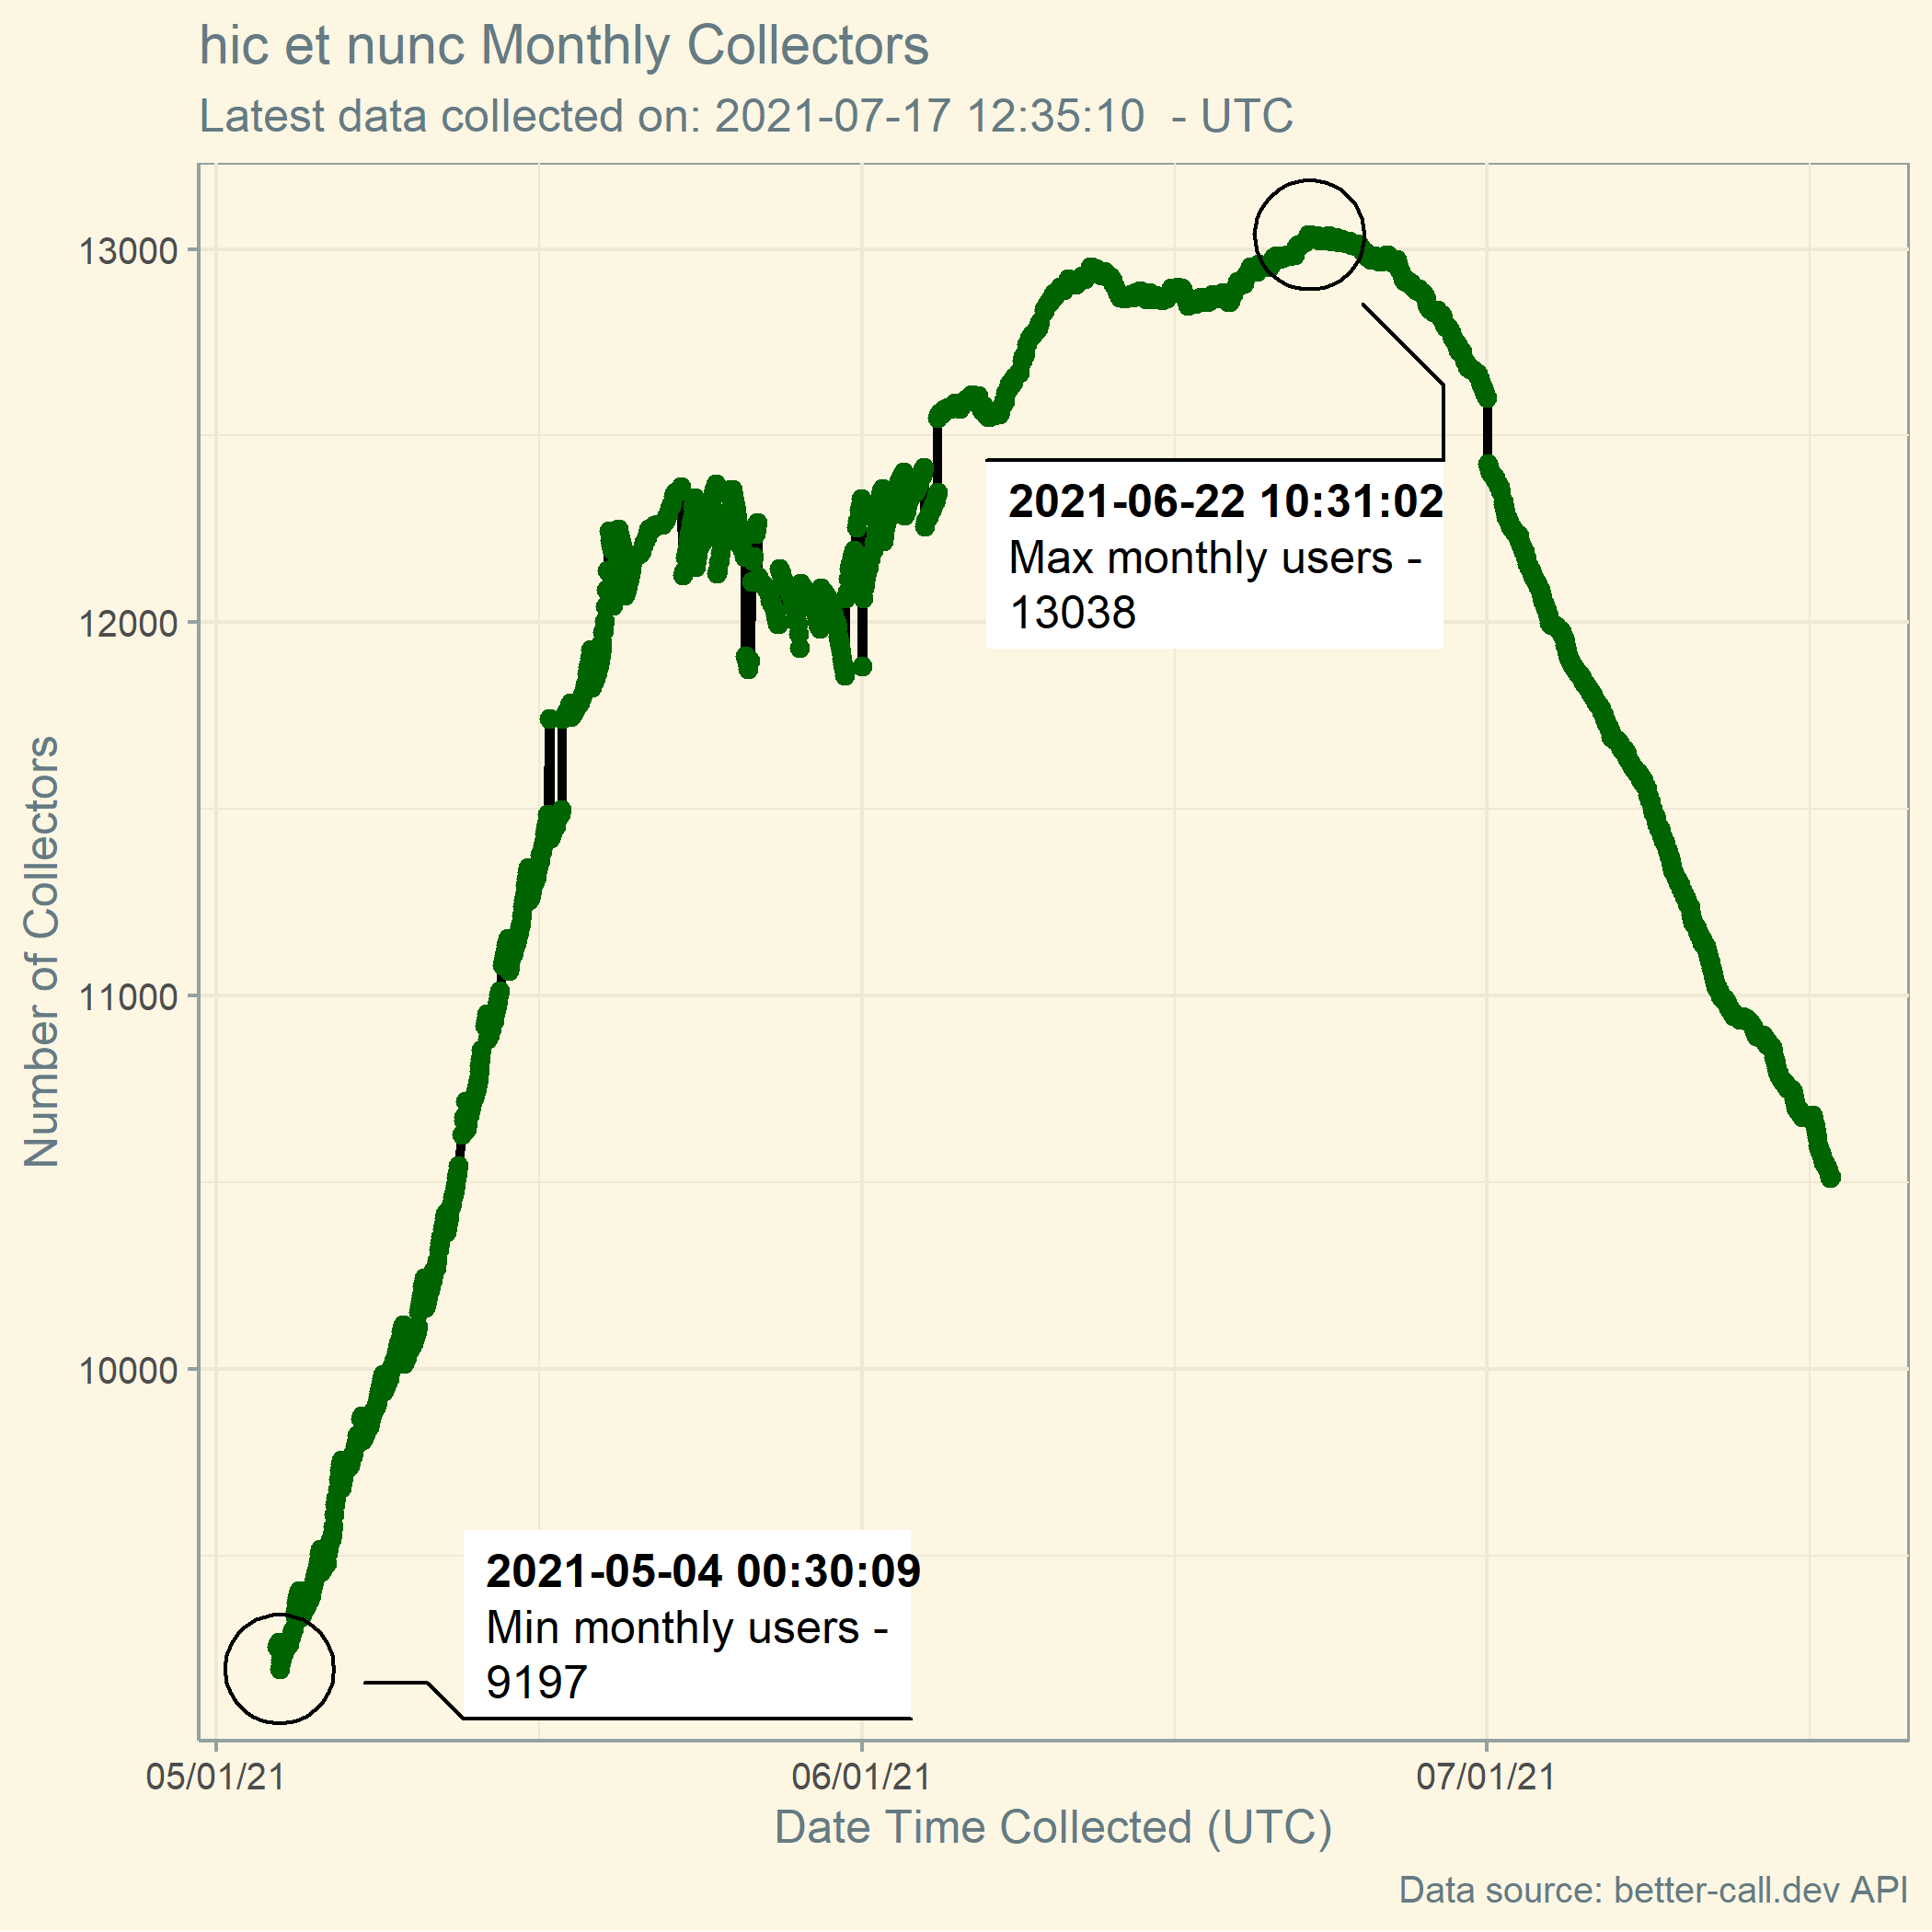 hic et nunc Monthly Collectors
Latest data collected on: 2021-07-17 12:35:10  - UTC
13000
12000
11000
10000
Number of Collectors
2021-06-22 10:31:02
Max monthly users -
13038
2021-05-04 00:30:09
Min monthly users -
9197
05/01/21
06/01/21
07/01/21
Date Time Collected (UTC)
Data source: better-call.dev API